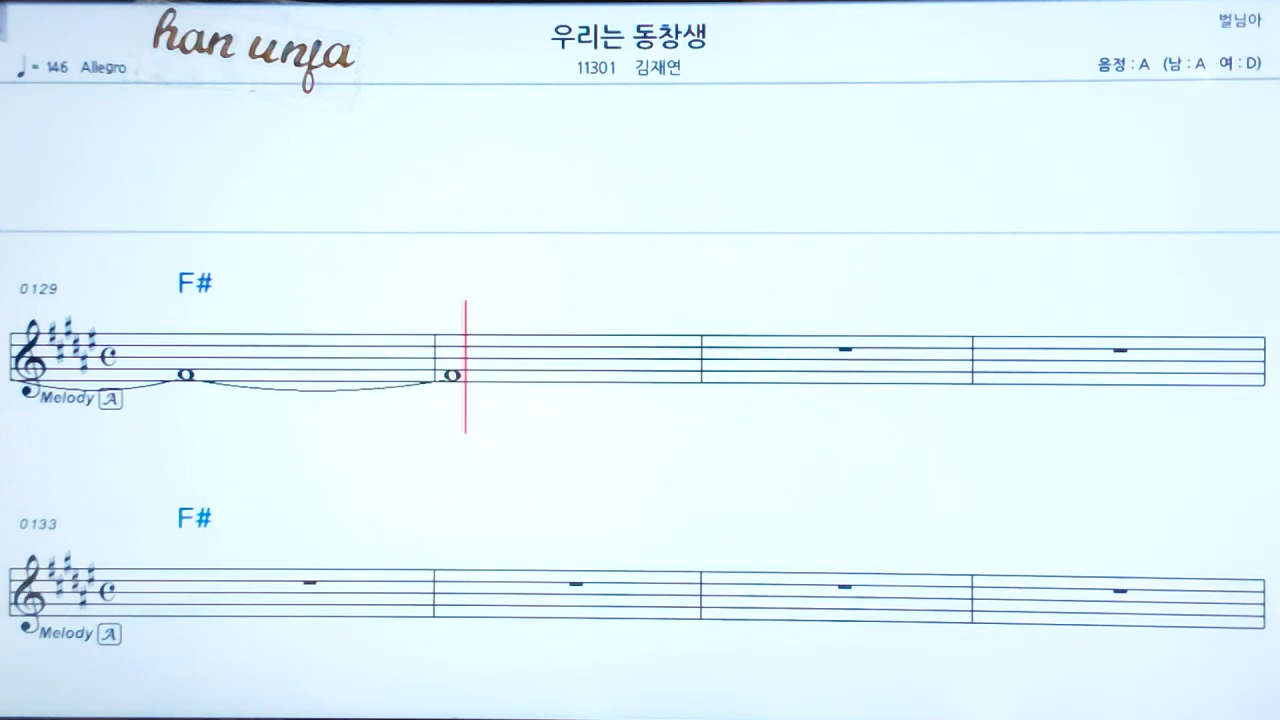 han unfa
우리는 동창생
벌님아
♩= 146 Allegro
11301 김재연
음정 : A (남 : A 여 : D)
0129
F#
Melody A
0133
F#
Melody A